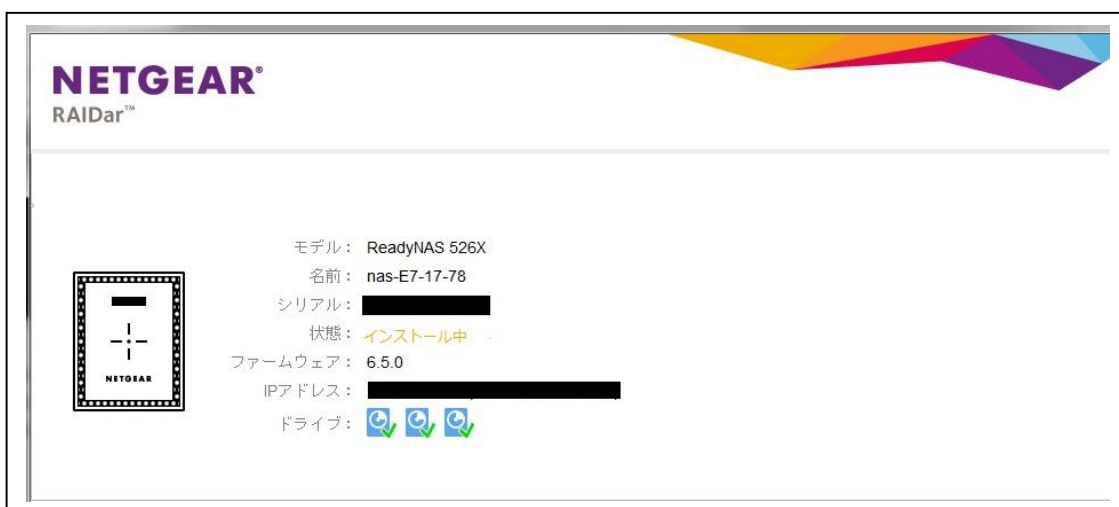 NETGEAR®
RAIDar™
モデル： ReadyNAS 526X
名前： nas-E7-17-78
シリアル：
状態： インストール中
ファームウェア： 6.5.0
IPアドレス：
ドライブ：
NETGEAR